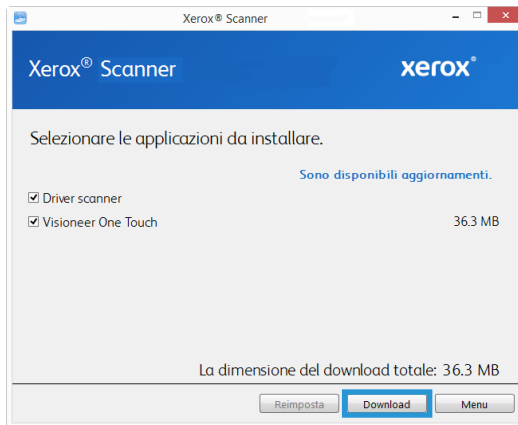 Xerox® Scanner
Xerox® Scanner
xerox®
Selezionare le applicazioni da installare.
Sono disponibili aggiornamenti.
Driver scanner
Visioneer One Touch 36.3 MB
La dimensione del download totale: 36.3 MB
Reimposta Download Menu